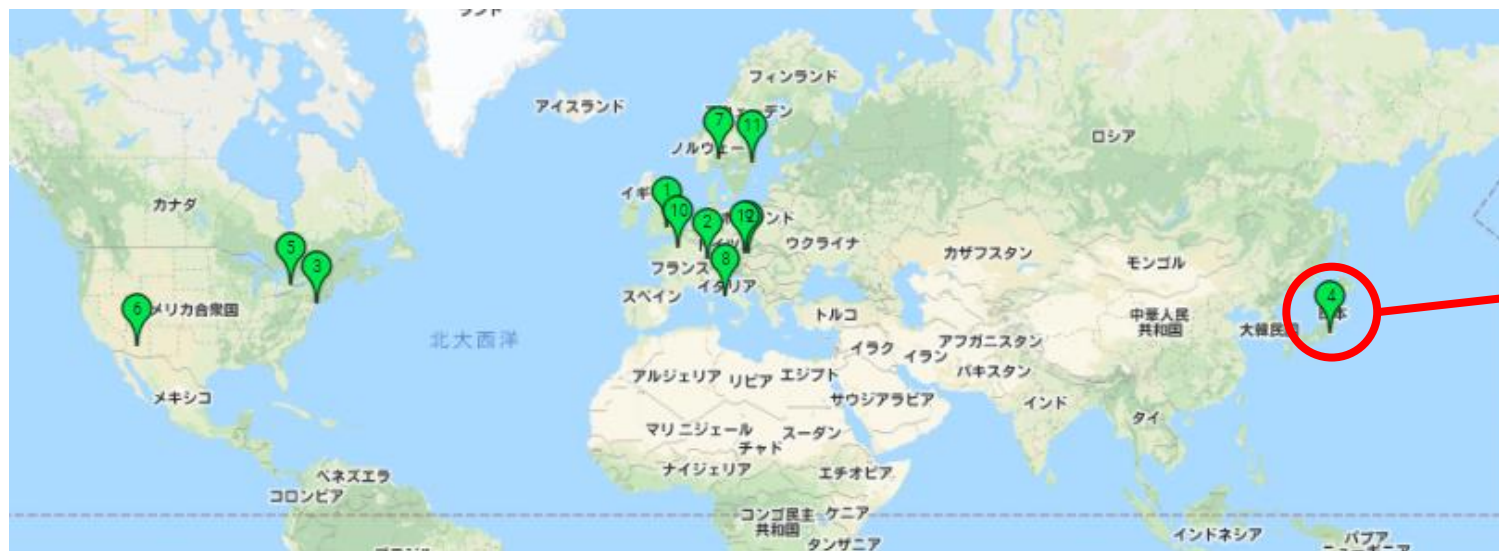 フィンランド
アイスランド
ロシア
7
11
カナダ
1
10
2
8
5
3
6
4
ウクライナ
カザフスタン
モンゴル
フランス
イタリア
スペイン
メリカ合衆国
北大西洋
トルコ
中華人民
共和国
大韓民国
イラク
イラン
アフガニスタン
パキスタン
メキシコ
アルジェリア
リビア
エジプト
サウジアラビア
インド
タイ
マリ
ニジェール
チャド
スーダン
ナイジェリア
エチオピア
ベネズエラ
コロンビア
コンゴ民主
共和国
ケニア
タンザニア
インドネシア
パプア